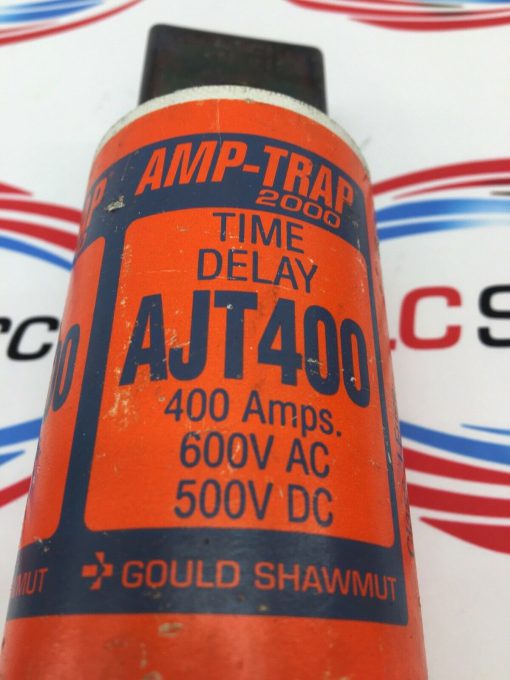 AMP-TRAP
2000
TIME
DELAY
AJT400
400 Amps.
600V AC
500V DC
GOULD SHAWMUT